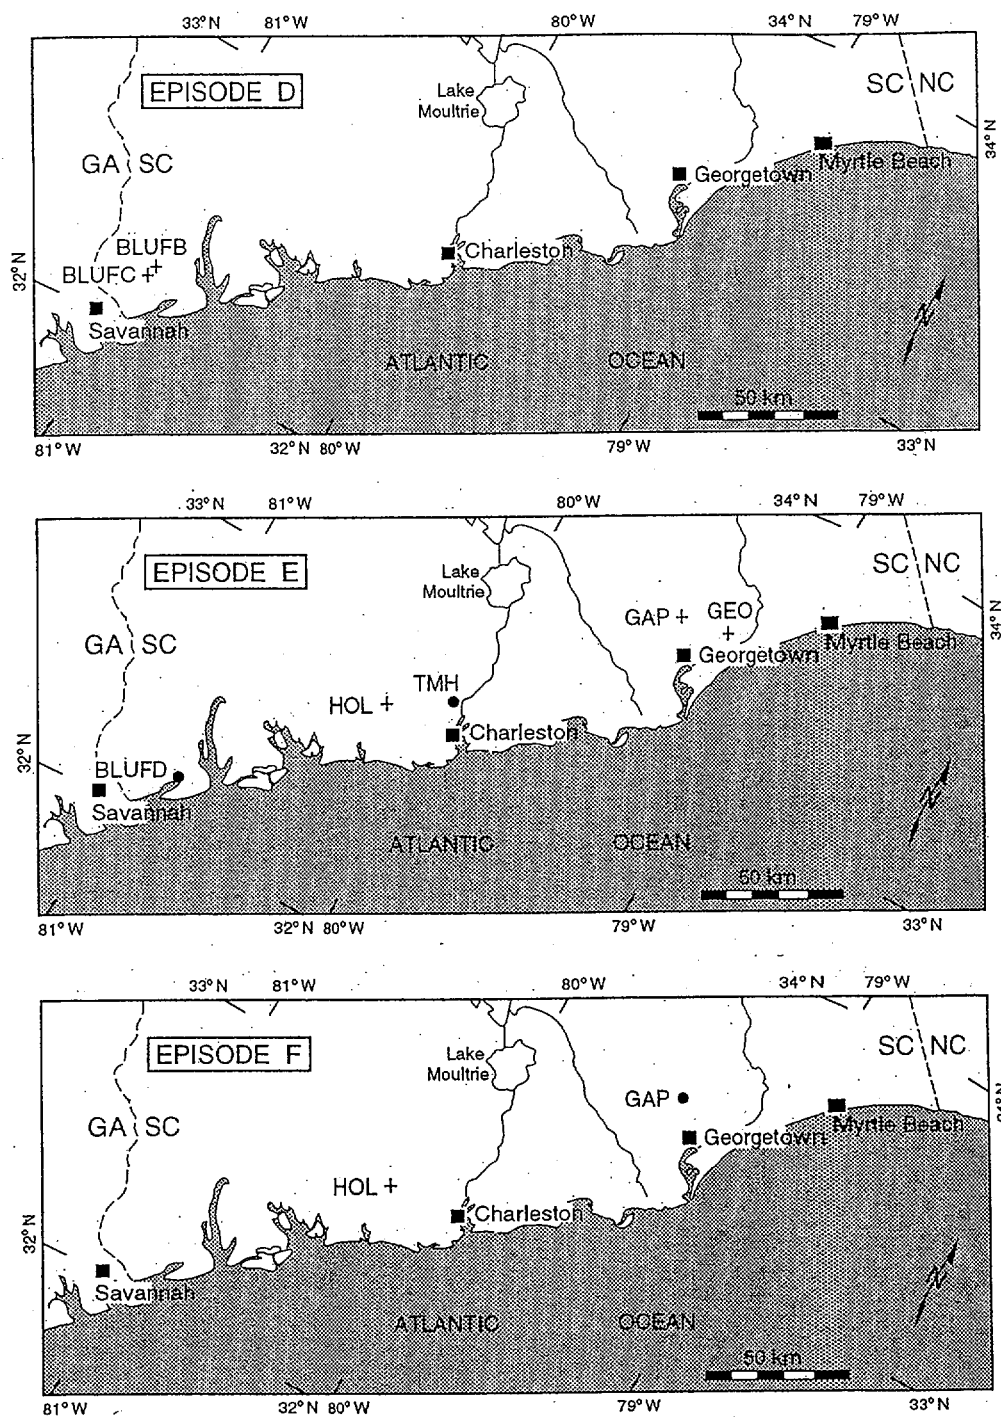 33° N 81° W 80° W 34° N 79° W
EPISODE D
Lake
Moultrie
SC NC
34° N
GA SC
Myrtle Beach
Georgetown
BLUFB
Charleston
BLUFC
32° N
Savannah
ATLANTIC OCEAN
N
50 km
81° W 32° N 80° W 79° W 33° N
33° N 81° W 80° W 34° N 79° W
EPISODE E
Lake
Moultrie
SC NC
34° N
GAP GEO
GA SC
Myrtle Beach
Georgetown
TMH
HOL
Charleston
32° N
BLUFD
Savannah
ATLANTIC OCEAN
N
50 km
81° W 32° N 80° W 79° W 33° N
33° N 81° W 80° W 34° N 79° W
EPISODE F
Lake
Moultrie
SC NC
34° N
GAP
GA SC
Myrtle Beach
Georgetown
HOL
Charleston
32° N
Savannah
ATLANTIC OCEAN
N
50 km
81° W 32° N 80° W 79° W 33° N